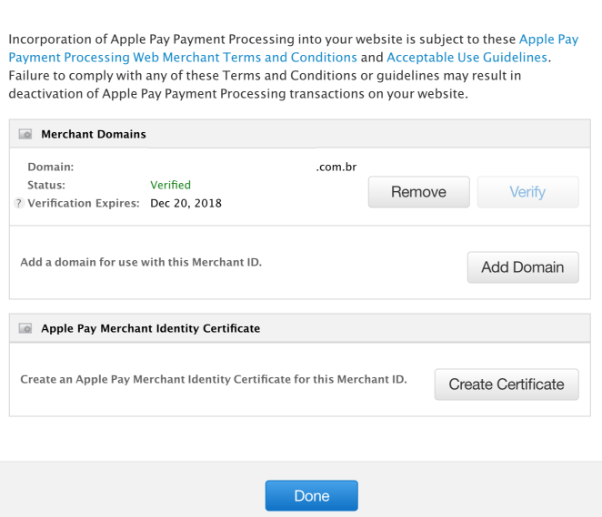 Incorporation of Apple Pay Payment Processing into your website is subject to these Apple Pay
Payment Processing Web Merchant Terms and Conditions and Acceptable Use Guidelines.
Failure to comply with any of these Terms and Conditions or guidelines may result in
deactivation of Apple Pay Payment Processing transactions on your website.
Merchant Domains
Domain: .com.br
Status: Verified
? Verification Expires: Dec 20, 2018
Remove
Verify
Add a domain for use with this Merchant ID.
Add Domain
Apple Pay Merchant Identity Certificate
Create an Apple Pay Merchant Identity Certificate for this Merchant ID.
Create Certificate
Done